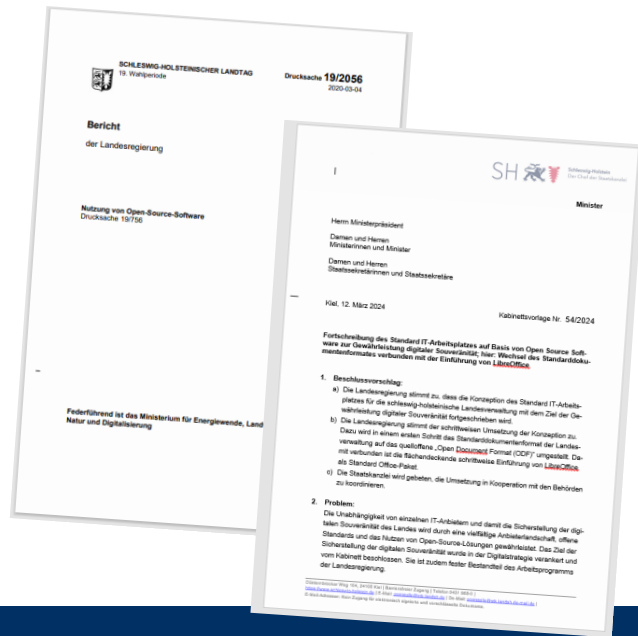 SCHLESWIG-HOLSTEINISCHER LANDTAG
19. Wahlperiode
Drucksache 19/2056
2020-03-04
Bericht
der Landesregierung
Nutzung von Open-Source-Software
Drucksache 19/756
Federführend ist das Ministerium für Energiewende, Land
Natur und Digitalisierung
SH
Schleswig-Holstein
Der Chef der Staatskanzlei
Minister
Herrn Ministerpräsident
Damen und Herren
Ministerinnen und Minister
Damen und Herren
Staatssekretärinnen und Staatssekretäre
Kiel, 12. März 2024
Kabinettsvorlage Nr. 54/2024
Fortschreibung des Standard IT-Arbeitsplatzes auf Basis von Open Source Soft-
ware zur Gewährleistung digitaler Souveränität; hier: Wechsel des Standarddoku-
mentenformates verbunden mit der Einführung von LibreOffice
1. Beschlussvorschlag:
a) Die Landesregierung stimmt zu, dass die Konzeption des Standard IT-Arbeits-
platzes für die schleswig-holsteinische Landesverwaltung mit dem Ziel der Ge-
währleistung digitaler Souveränität fortgeschrieben wird.
b) Die Landesregierung stimmt der schrittweisen Umsetzung der Konzeption zu.
Dazu wird in einem ersten Schritt das Standarddokumentenformat der Landes-
verwaltung auf das quelloffene „Open Document Format (ODF)" umgestellt. Da-
mit verbunden ist die flächendeckende schrittweise Einführung von LibreOffice
als Standard Office-Paket.
c) Die Staatskanzlei wird gebeten, die Umsetzung in Kooperation mit den Behörden
zu koordinieren.
2. Problem:
Die Unabhängigkeit von einzelnen IT-Anbietern und damit die Sicherstellung der digi-
talen Souveränität des Landes wird durch eine vielfältige Anbieterlandschaft, offene
Standards und das Nutzen von Open-Source-Lösungen gewährleistet. Das Ziel der
Sicherstellung der digitalen Souveränität wurde in der Digitalstrategie verankert und
vom Kabinett beschlossen. Sie ist zudem fester Bestandteil des Arbeitsprogramms
der Landesregierung.